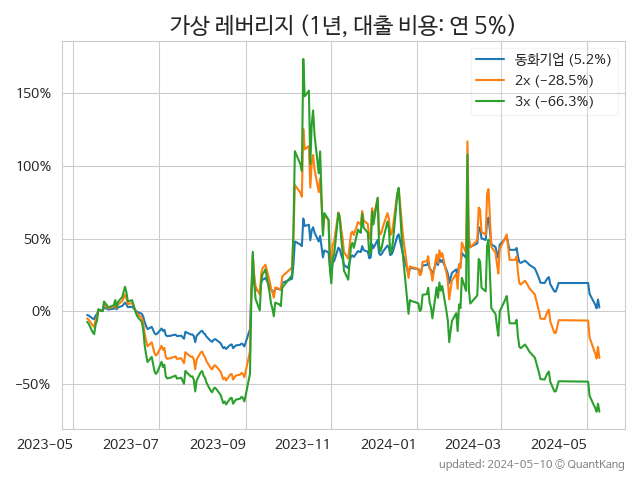 가상 레버리지 (1년, 대출 비용: 연 5%)
동화기업 (5.2%)
2x (−28.5%)
3x (−66.3%)
150%
100%
50%
0%
−50%
2023-05
2023-07
2023-09
2023-11
2024-01
2024-03
2024-05
updated: 2024-05-10 © QuantKang